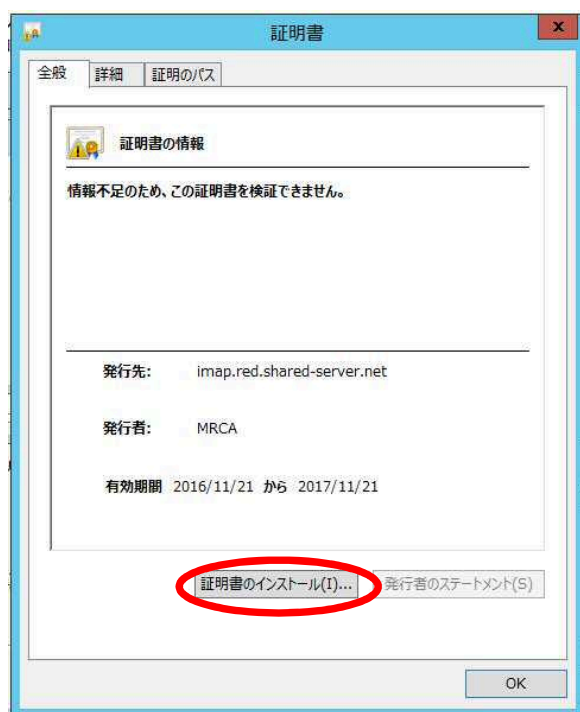 証明書
x
全般 詳細 証明のパス
証明書の情報
情報不足のため、この証明書を検証できません。
発行先: imap.red.shared-server.net
発行者: MRCA
有効期間 2016/11/21 から 2017/11/21
証明書のインストール(I)... 発行者のステートメント(S)
OK